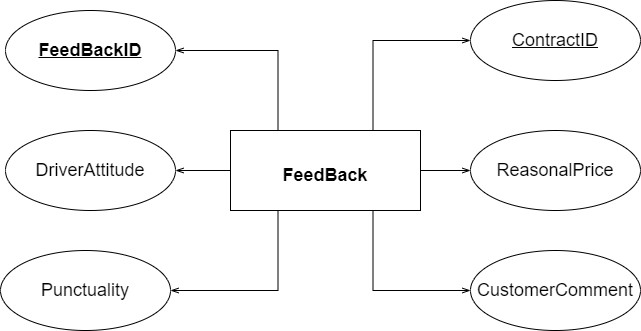 FeedBackID
ContractID
DriverAttitude
FeedBack
ReasonalPrice
Punctuality
CustomerComment